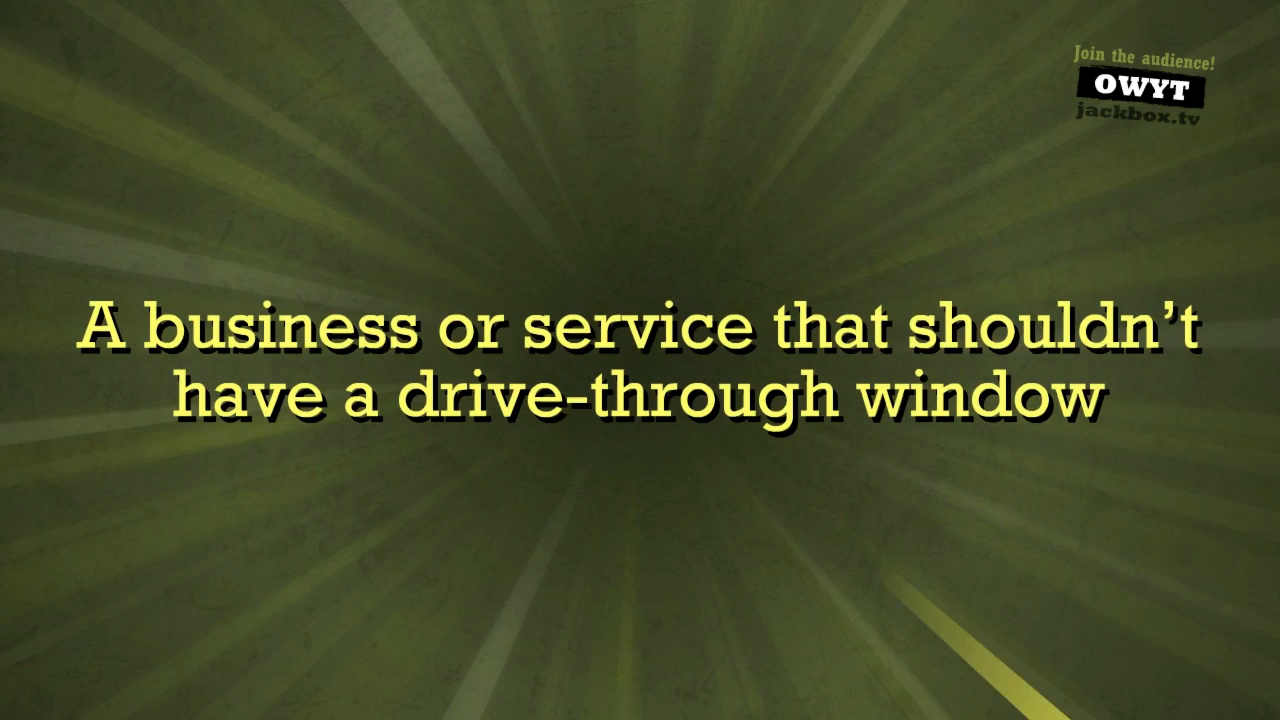 Join the audience!
OWYT
jackbox.tv
A business or service that shouldn't
have a drive-through window